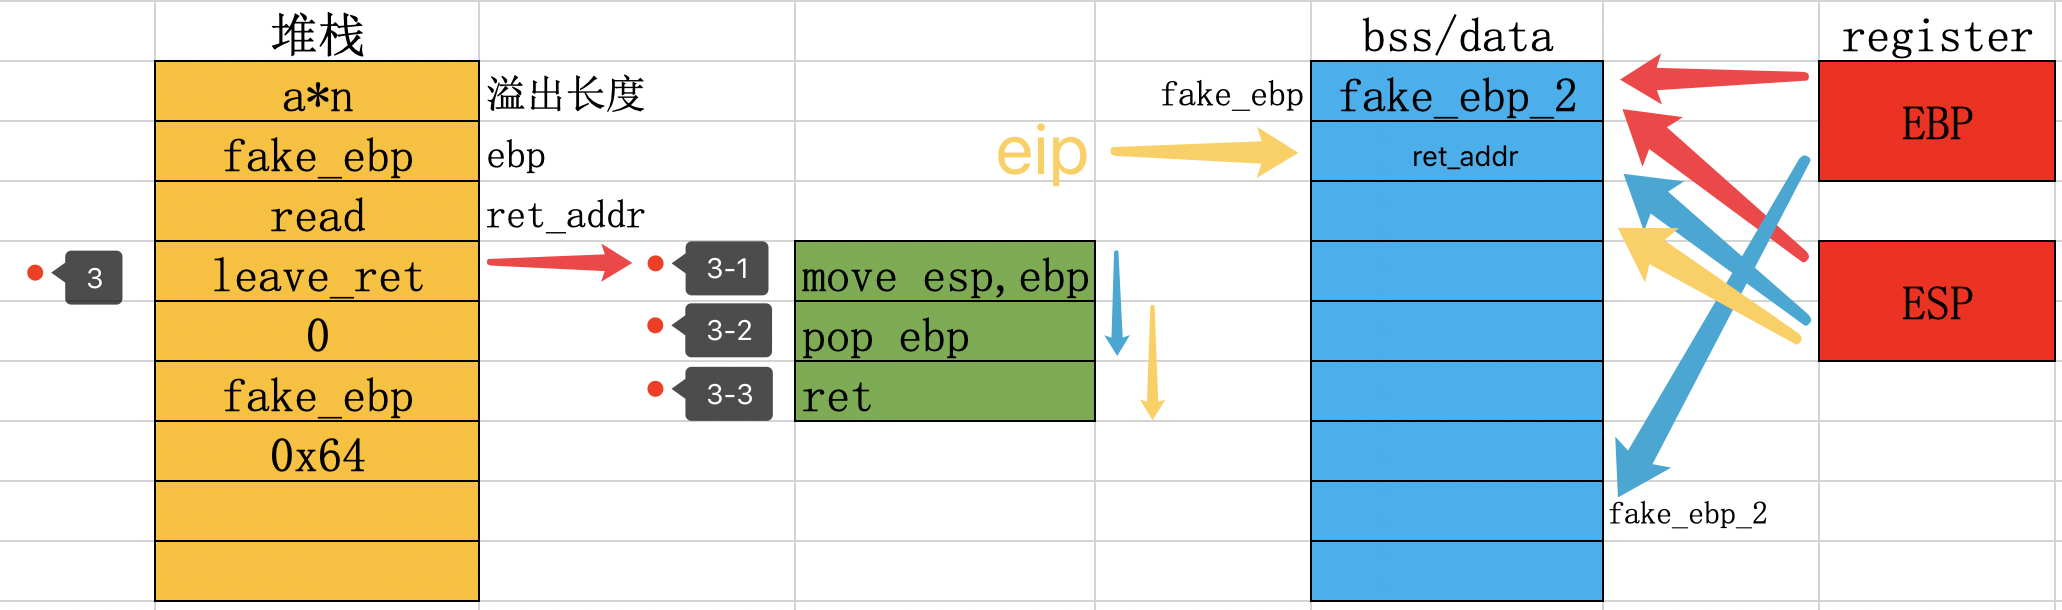 堆栈
bss/data
register
a*n
溢出长度
fake_ebp
fake_ebp_2
EBP
fake_ebp
ebp
eip
ret_addr
read
ret_addr
3
leave_ret
3-1
move esp,ebp
ESP
0
3-2
pop ebp
fake_ebp
3-3
ret
0x64
fake_ebp_2